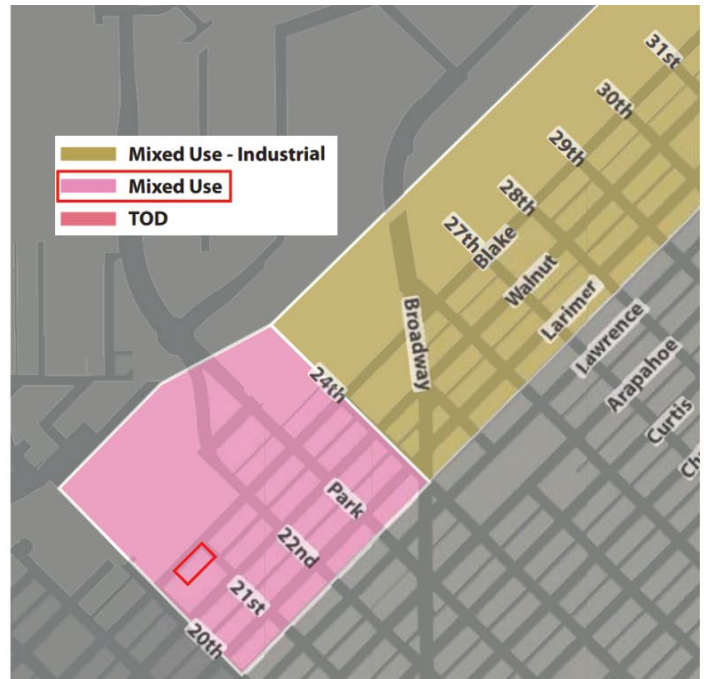 31st
30th
29th
28th
27th
Blake
Walnut
Larimer
Lawrence
Arapahoe
Curtis
Mixed Use - Industrial
Mixed Use
TOD
Broadway
24th
Park
22nd
21st
20th